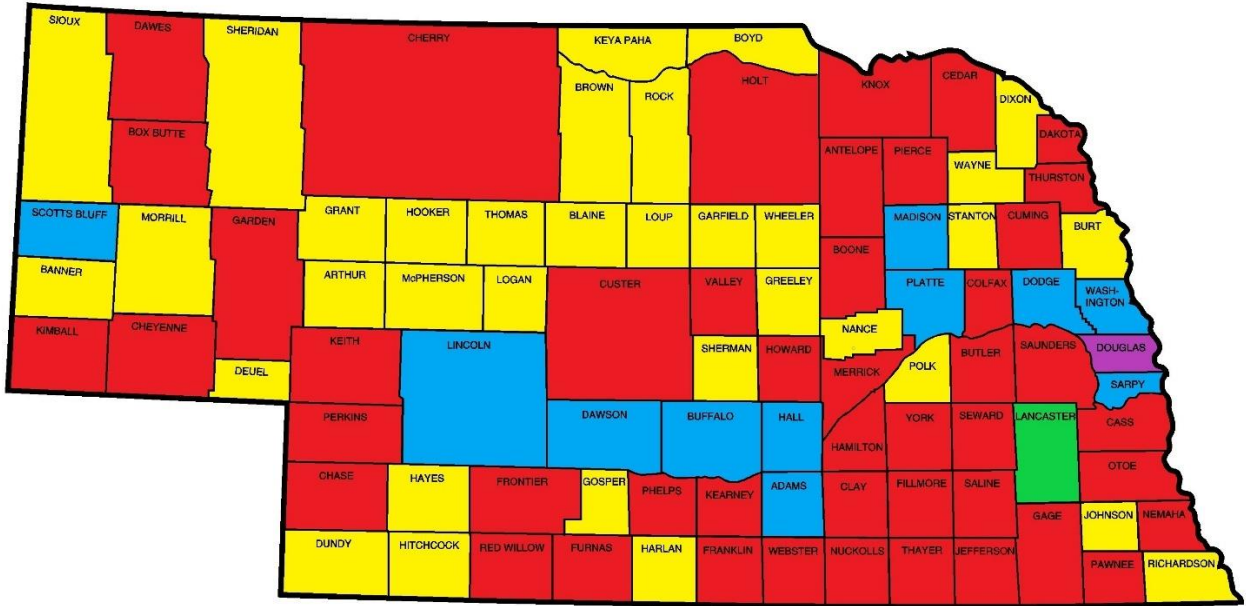 SIOUX
DAWES
SHERIDAN
CHERRY
KEYA PAHA
BOYD
BROWN
ROCK
HOLT
KNOX
CEDAR
DIXON
DAKOTA
BOX BUTTE
ANTELOPE
PIERCE
WAYNE
THURSTON
SCOTTS BLUFF
MORRILL
GARDEN
GRANT
HOOKER
THOMAS
BLAINE
LOUP
GARFIELD
WHEELER
MADISON
STANTON
CUMING
BURT
BANNER
ARTHUR
McPHERSON
LOGAN
CUSTER
VALLEY
GREELEY
BOONE
PLATTE
COLFAX
DODGE
WASH-
INGTON
KIMBALL
CHEYENNE
DEUEL
KEITH
LINCOLN
SHERMAN
HOWARD
NANCE
MERRICK
POLK
BUTLER
SAUNDERS
DOUGLAS
SARPY
PERKINS
DAWSON
BUFFALO
HALL
HAMILTON
YORK
SEWARD
LANCASTER
CASS
OTOE
CHASE
HAYES
FRONTIER
GOSPER
PHELPS
KEARNEY
ADAMS
CLAY
FILLMORE
SALINE
GAGE
JOHNSON
NEMAHA
DUNDY
HITCHCOCK
RED WILLOW
FURNAS
HARLAN
FRANKLIN
WEBSTER
NUCKOLLS
THAYER
JEFFERSON
PAWNEE
RICHARDSON